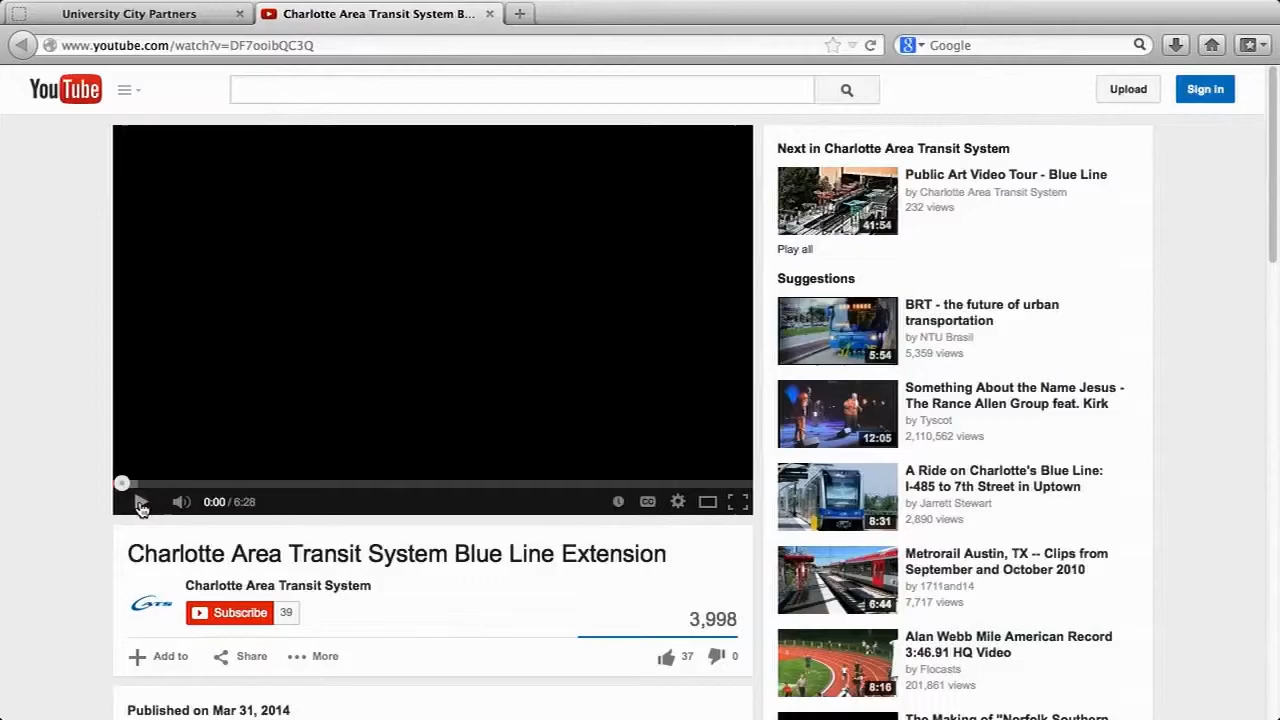 University City Partners
Charlotte Area Transit System B...
www.youtube.com/watch?v=DF7ooibQC3Q
Google
YouTube
Upload
Sign in
Next in Charlotte Area Transit System
Public Art Video Tour - Blue Line
by Charlotte Area Transit System
232 views
41:54
Play all
Suggestions
BRT - the future of urban
transportation
by NTU Brasil
5,359 views
5:54
Something About the Name Jesus -
The Rance Allen Group feat. Kirk
by Tyscot
2,110,562 views
12:05
A Ride on Charlotte's Blue Line:
I-485 to 7th Street in Uptown
by Jarrett Stewart
2,890 views
8:31
Metrorail Austin, TX -- Clips from
September and October 2010
by 1711and14
7,717 views
6:44
Alan Webb Mile American Record
3:46.91 HQ Video
by Flocasts
201,861 views
8:16
The Making of "Norfolk Southern
0:00 / 6:28
CC
Charlotte Area Transit System Blue Line Extension
Charlotte Area Transit System
CATS
Subscribe 39
3,998
Add to
Share
More
37
0
Published on Mar 31, 2014